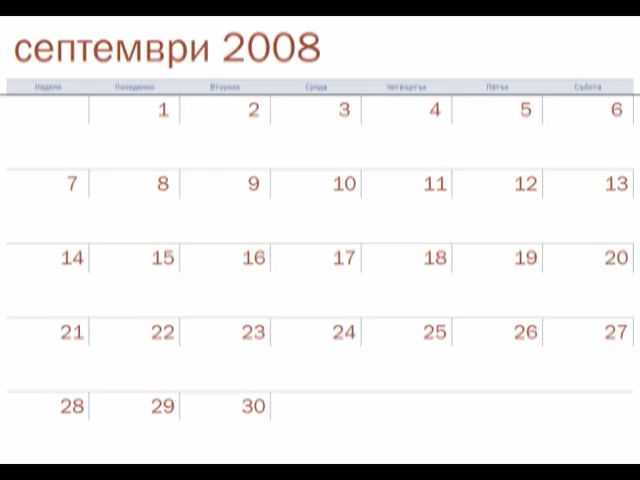 септември 2008
Неделя Понеделник Вторник Сряда Четвъртък Петък Събота
1 2 3 4 5 6
7 8 9 10 11 12 13
14 15 16 17 18 19 20
21 22 23 24 25 26 27
28 29 30